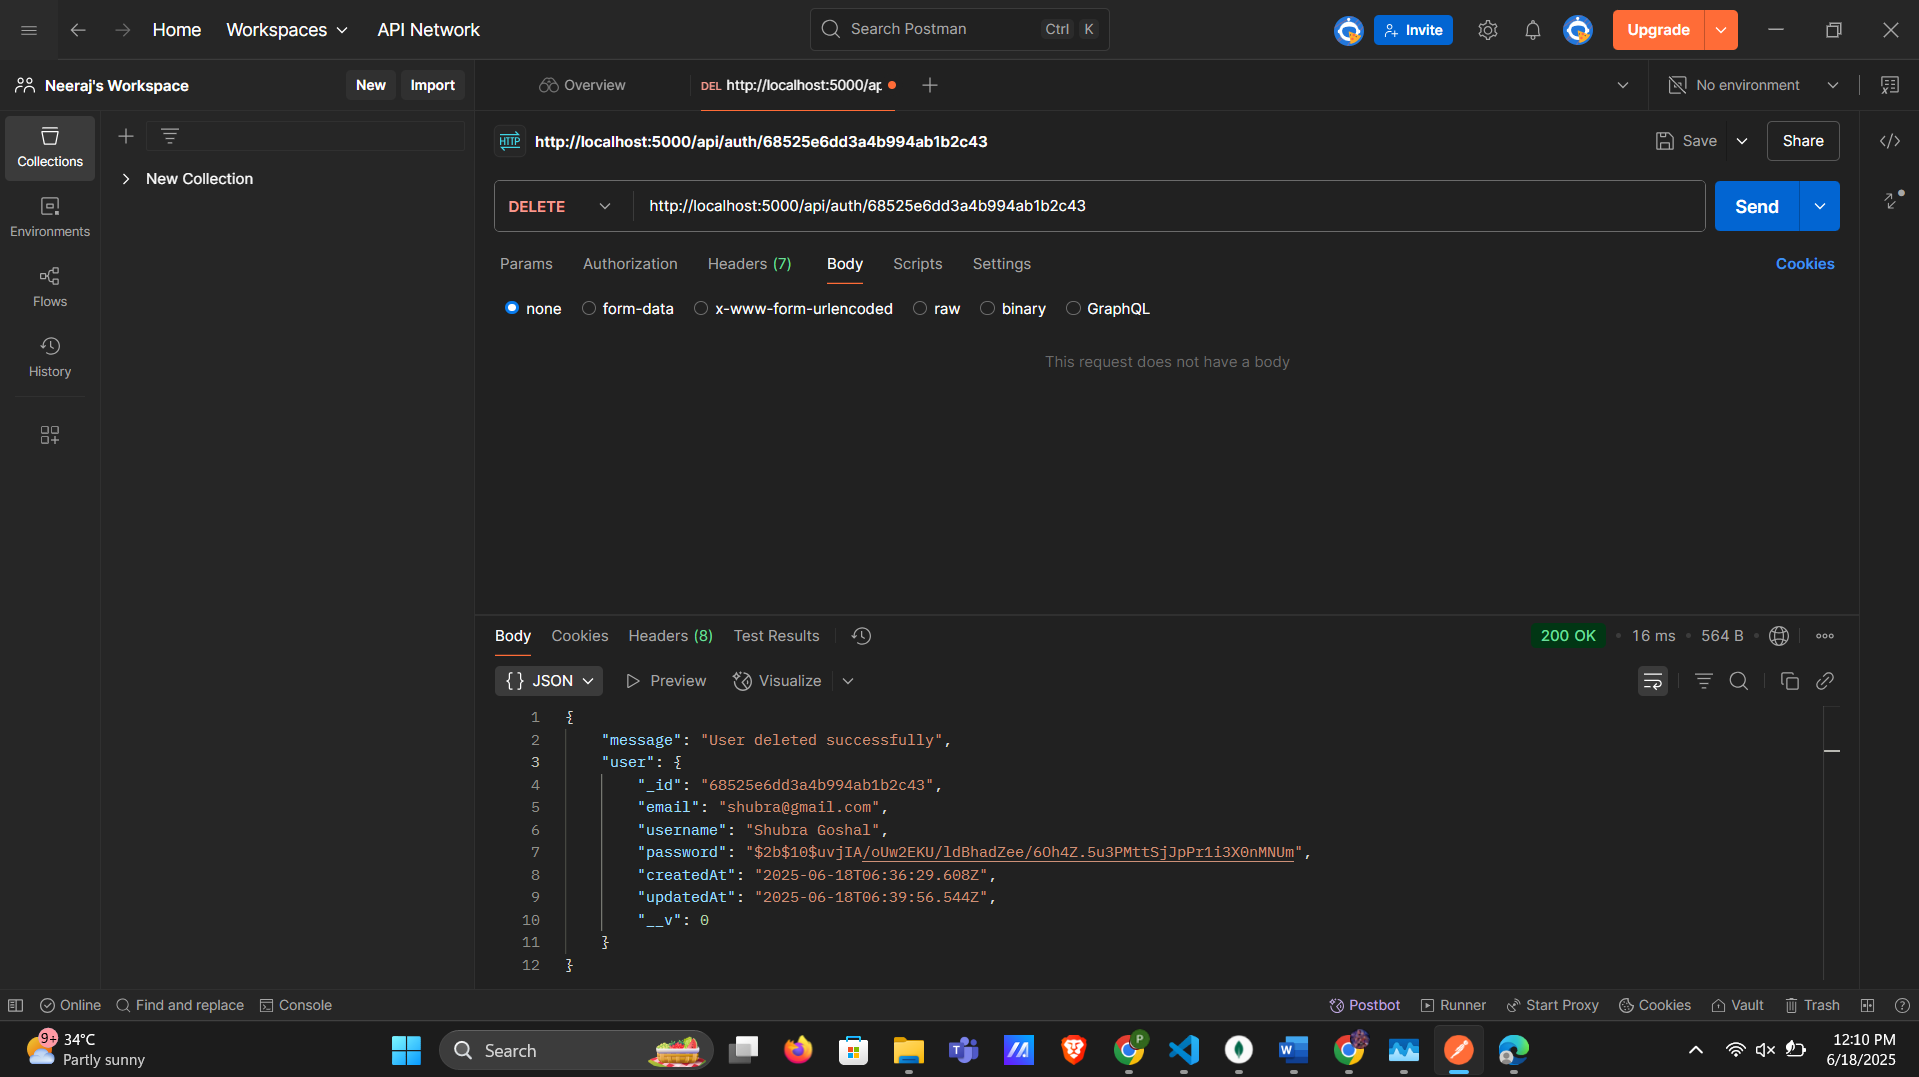 Home Workspaces API Network Search Postman Ctrl K Invite Upgrade
Neeraj's Workspace New Import Overview DEL http://localhost:5000/ap No environment
Collections
Environments
Flows
History
New Collection
HTTP http://localhost:5000/api/auth/68525e6dd3a4b994ab1b2c43 Save Share
DELETE http://localhost:5000/api/auth/68525e6dd3a4b994ab1b2c43 Send
Params Authorization Headers (7) Body Scripts Settings Cookies
none form-data x-www-form-urlencoded raw binary GraphQL
This request does not have a body
Body Cookies Headers (8) Test Results 200 OK • 16 ms • 564 B
{} JSON Preview Visualize
1 {
2 "message": "User deleted successfully",
3 "user": {
4 "_id": "68525e6dd3a4b994ab1b2c43",
5 "email": "shubra@gmail.com",
6 "username": "Shubra Goshal",
7 "password": "$2b$10$uvjIA/oUw2EKU/ldBhadZee/6Oh4Z.5u3PMttSjJpPr1i3X0nMNUm",
8 "createdAt": "2025-06-18T06:36:29.608Z",
9 "updatedAt": "2025-06-18T06:39:56.544Z",
10 "__v": 0
11 }
12 }
Online Find and replace Console Postbot Runner Start Proxy Cookies Vault Trash
9+ 34°C
Partly sunny
Search
P
12:10 PM
6/18/2025